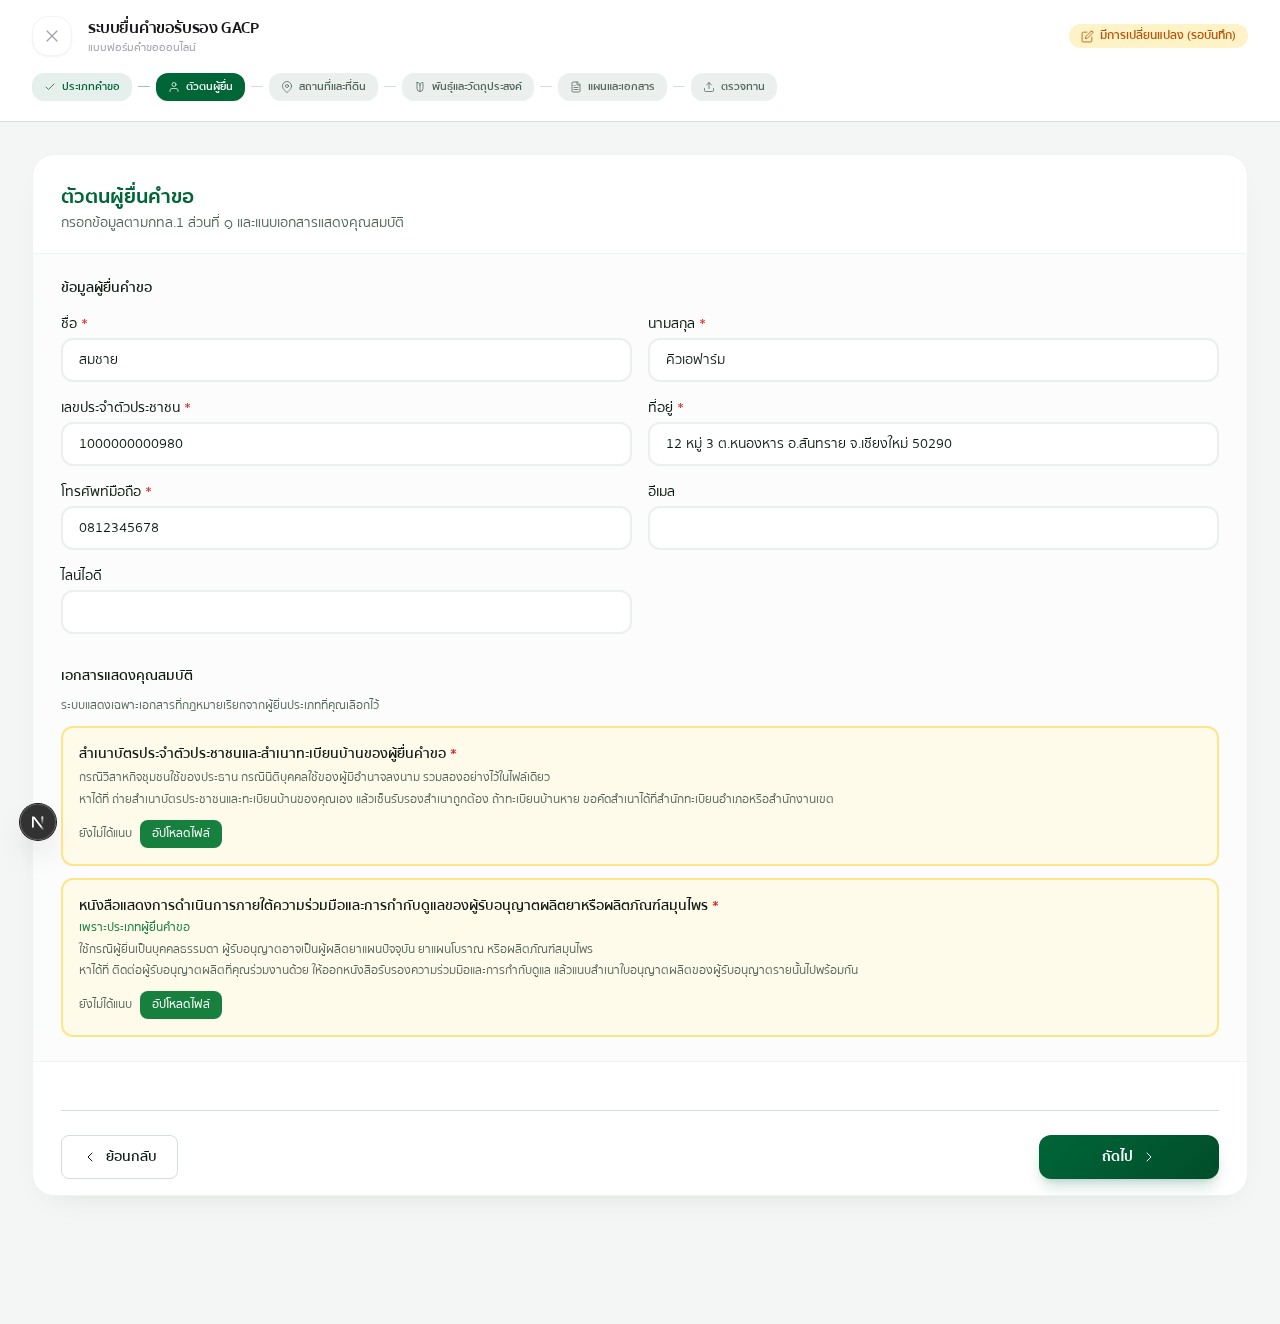 ระบบยื่นคำขอรับรอง GACP
แบบฟอร์มคำขอออนไลน์
มีการเปลี่ยนแปลง (รอบันทึก)
ประเภทคำขอ
ตัวตนผู้ยื่น
สถานที่และที่ดิน
พันธุ์และวัตถุประสงค์
แผนและเอกสาร
ตรวจทาน
ตัวตนผู้ยื่นคำขอ
กรอกข้อมูลตามกทล.1 ส่วนที่ ๑ และแนบเอกสารแสดงคุณสมบัติ
ข้อมูลผู้ยื่นคำขอ
ชื่อ *
นามสกุล *
สมชาย
คิวเอฟาร์ม
เลขประจำตัวประชาชน *
ที่อยู่ *
1000000000980
12 หมู่ 3 ต.หนองหาร อ.สันทราย จ.เชียงใหม่ 50290
โทรศัพท์มือถือ *
อีเมล
0812345678
ไลน์ไอดี
เอกสารแสดงคุณสมบัติ
ระบบแสดงเฉพาะเอกสารที่กฎหมายเรียกจากผู้ยื่นประเภทที่คุณเลือกไว้
สำเนาบัตรประจำตัวประชาชนและสำเนาทะเบียนบ้านของผู้ยื่นคำขอ *
กรณีวิสาหกิจชุมชนใช้ของประธาน กรณีนิติบุคคลใช้ของผู้มีอำนาจลงนาม รวมสองอย่างไว้ในไฟล์เดียว
หาได้ที่ ถ่ายสำเนาบัตรประชาชนและทะเบียนบ้านของคุณเอง แล้วเซ็นรับรองสำเนาถูกต้อง ถ้าทะเบียนบ้านหาย ขอคัดสำเนาได้ที่สำนักทะเบียนอำเภอหรือสำนักงานเขต
ยังไม่ได้แนบ
อัปโหลดไฟล์
หนังสือแสดงการดำเนินการภายใต้ความร่วมมือและการกำกับดูแลของผู้รับอนุญาตผลิตยาหรือผลิตภัณฑ์สมุนไพร *
เพราะประเภทผู้ยื่นคำขอ
ใช้กรณีผู้ยื่นเป็นบุคคลธรรมดา ผู้รับอนุญาตอาจเป็นผู้ผลิตยาแผนปัจจุบัน ยาแผนโบราณ หรือผลิตภัณฑ์สมุนไพร
หาได้ที่ ติดต่อผู้รับอนุญาตผลิตที่คุณร่วมงานด้วย ให้ออกหนังสือรับรองความร่วมมือและการกำกับดูแล แล้วแนบสำเนาใบอนุญาตผลิตของผู้รับอนุญาตรายนั้นไปพร้อมกัน
ยังไม่ได้แนบ
อัปโหลดไฟล์
ย้อนกลับ
ถัดไป